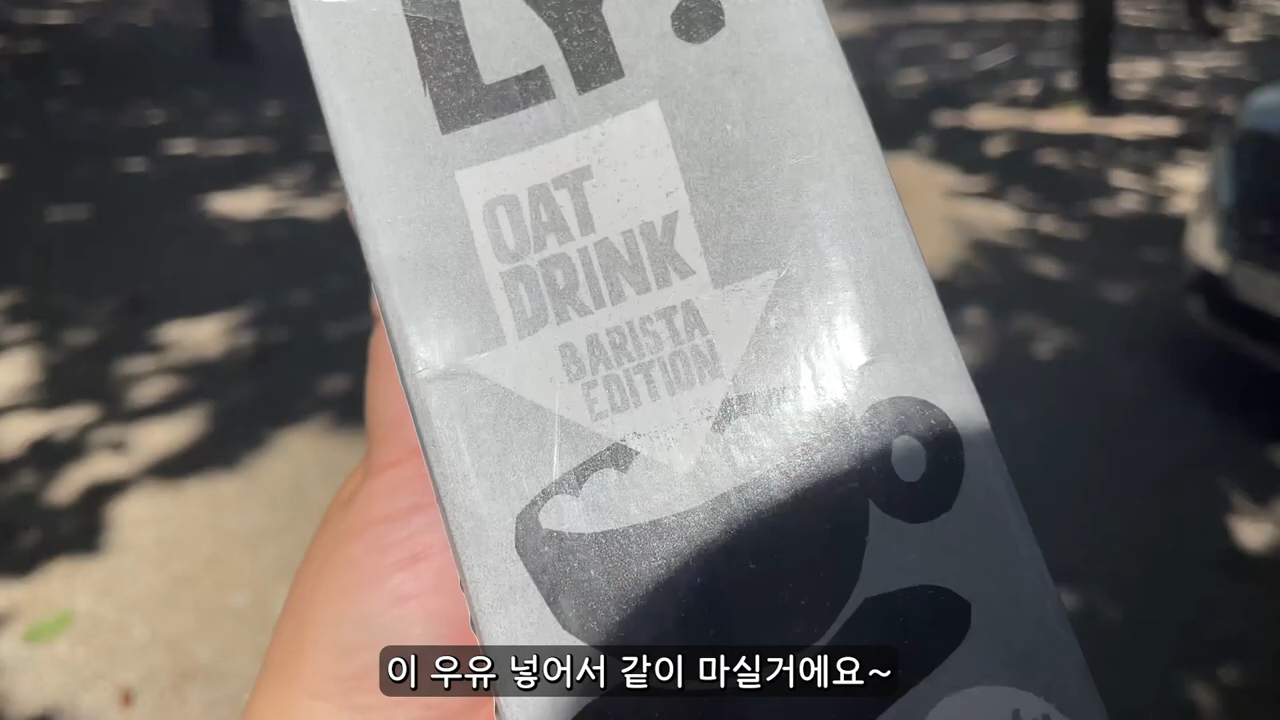 LY.
OAT
DRINK
BARISTA
EDITION
이 우유 넣어서 같이 마실거에요~